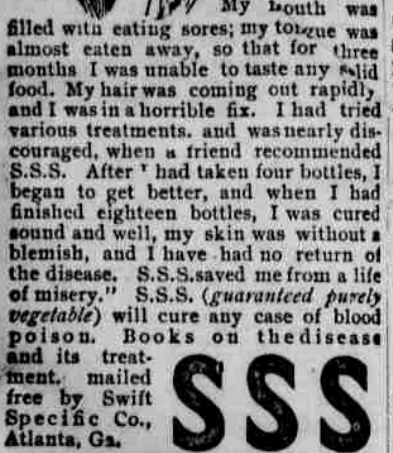 My mouth was
filled with eating sores; my tongue was
almost eaten away, so that for three
months I was unable to taste any solid
food. My hair was coming out rapidly,
and I was in a horrible fix. I had tried
various treatments. and was nearly dis-
couraged, when a friend recommended
S.S.S. After I had taken four bottles, I
began to get better, and when I had
finished eighteen bottles, I was cured
sound and well, my skin was without a
blemish, and I have had no return of
the disease. S.S.S. saved me from a life
of misery." S.S.S. (guaranteed purely
vegetable) will cure any case of blood
poison. Books on the disease
and its treat-
ment, mailed
free by Swift
Specific Co.,
Atlanta, Ga.
SSS